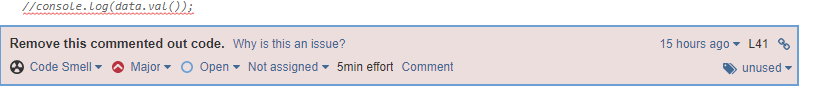 //console.log(data.val());
Remove this commented out code. Why is this an issue? 15 hours ago L41
Code Smell Major Open Not assigned 5min effort Comment unused